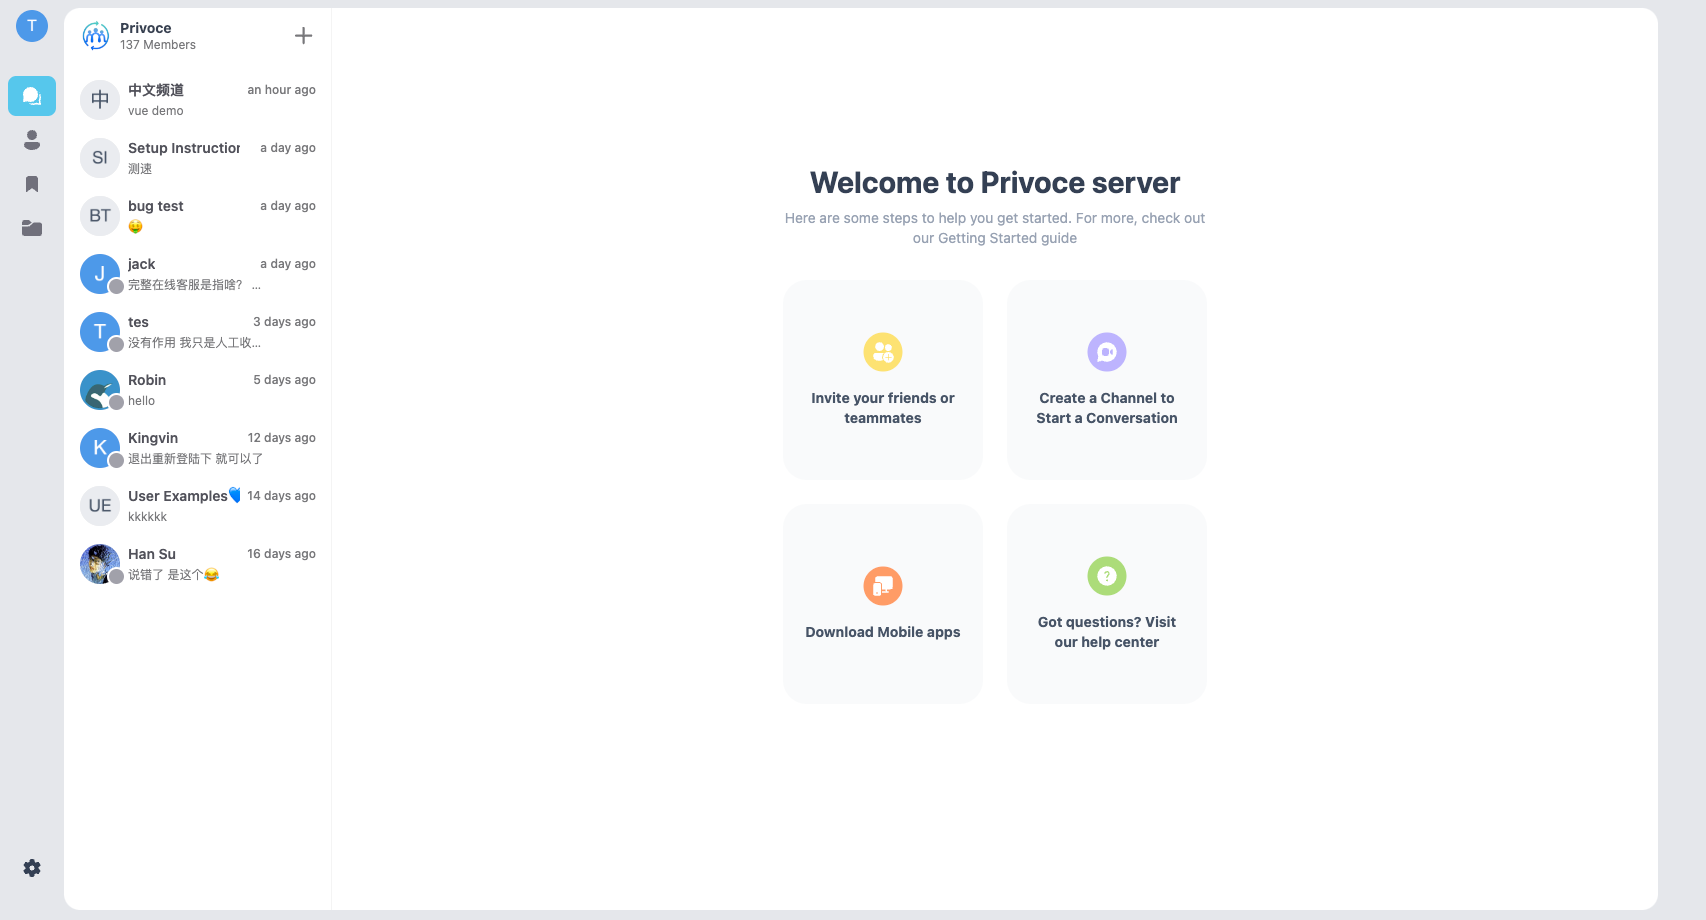 T
Privoce
137 Members
中
中文频道
an hour ago
vue demo
SI
Setup Instruction
a day ago
测速
BT
bug test
a day ago
🤑
J
jack
a day ago
完整在线客服是指啥? ...
T
tes
3 days ago
没有作用 我只是人工收...
Robin
5 days ago
hello
K
Kingvin
12 days ago
退出重新登陆下 就可以了
UE
User Examples💙
14 days ago
kkkkkk
Han Su
16 days ago
说错了 是这个😂
Welcome to Privoce server
Here are some steps to help you get started. For more, check out
our Getting Started guide
Invite your friends or
teammates
Create a Channel to
Start a Conversation
Download Mobile apps
?
Got questions? Visit
our help center